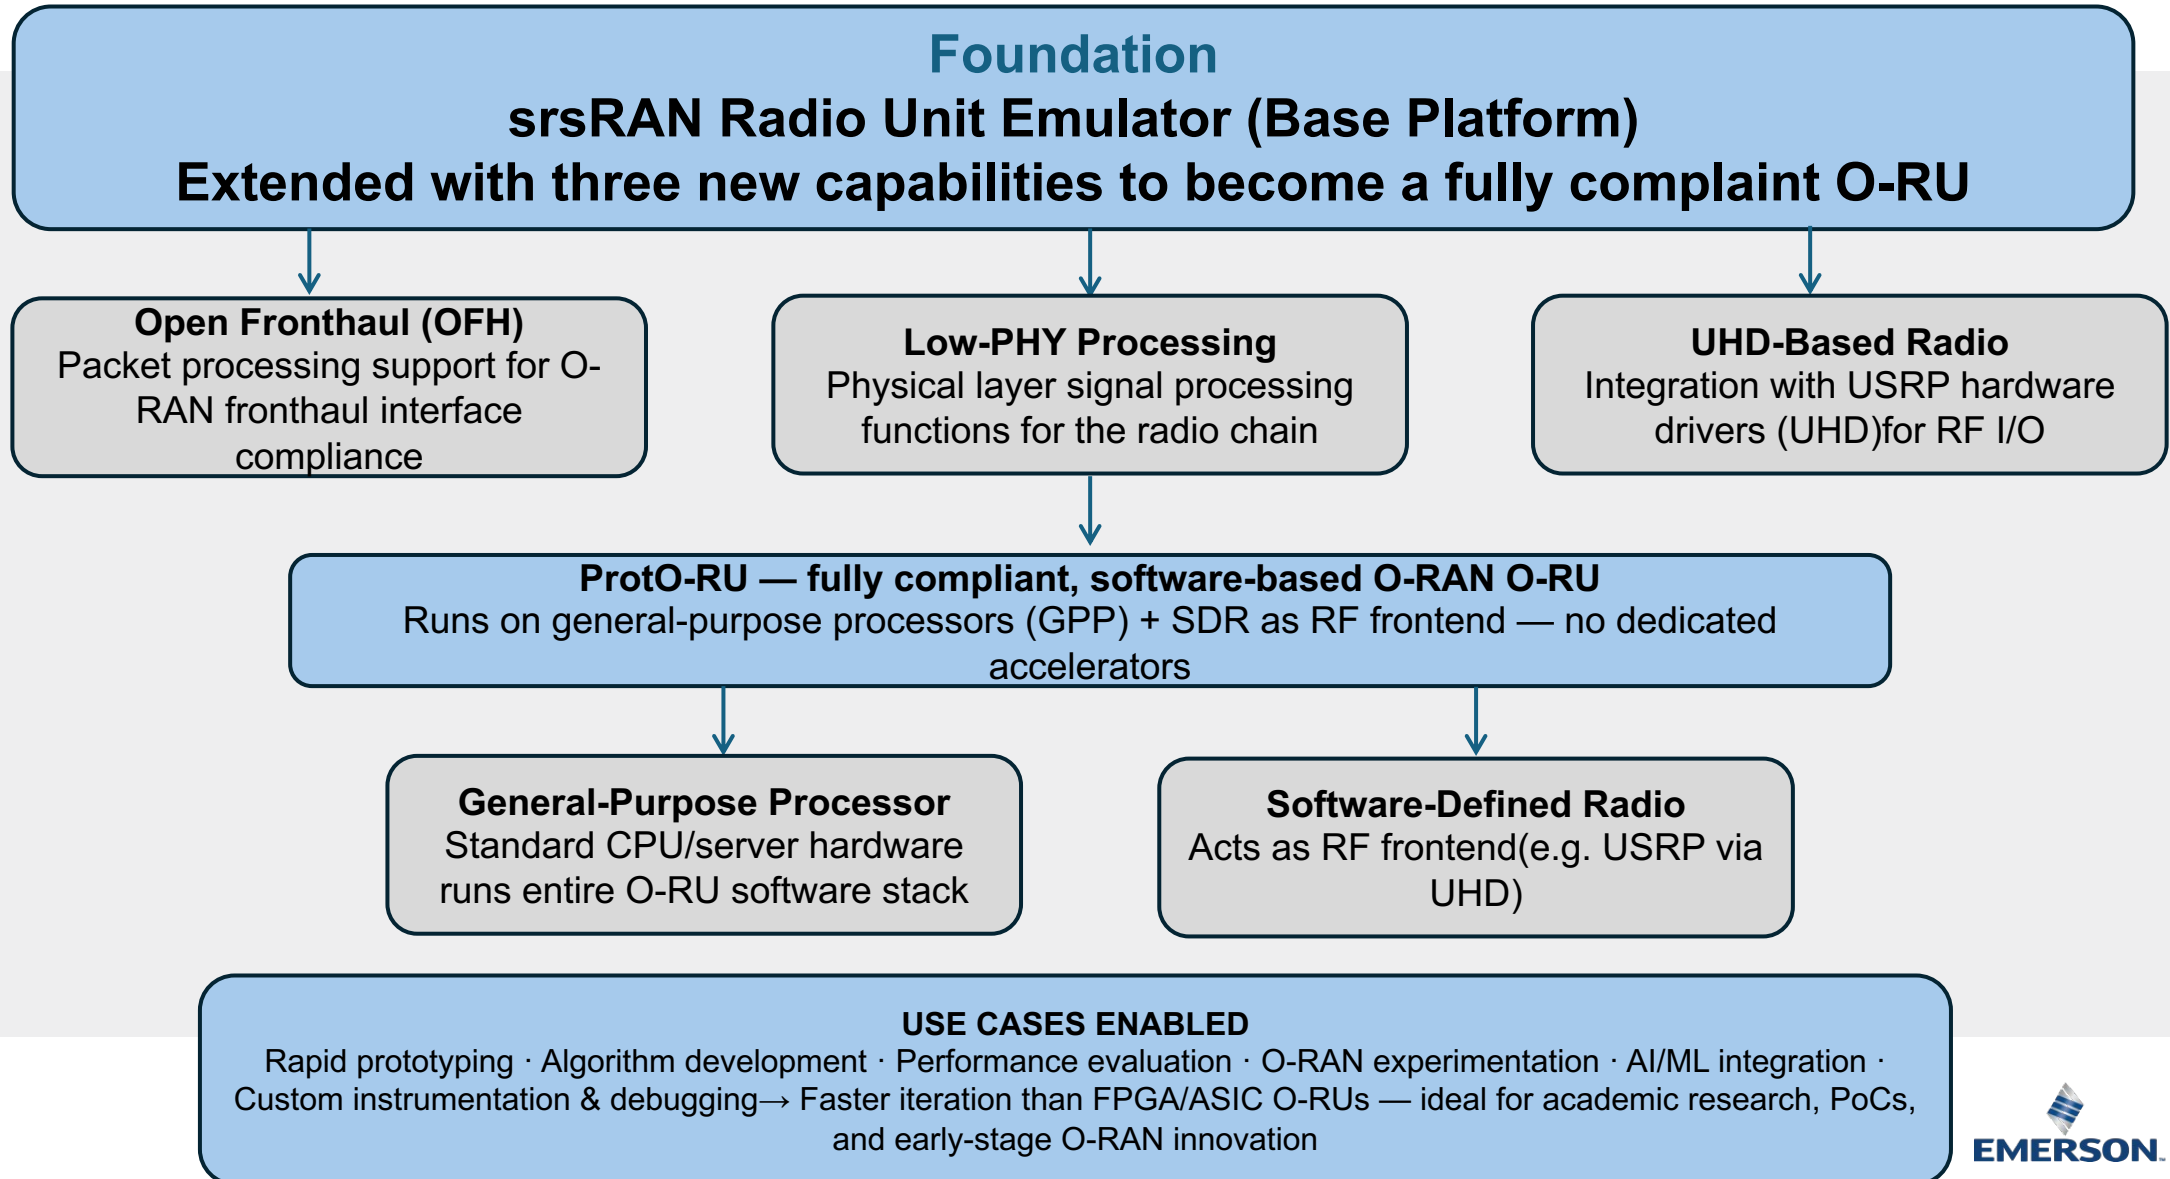 Foundation
srsRAN Radio Unit Emulator (Base Platform)
Extended with three new capabilities to become a fully complaint O-RU
Open Fronthaul (OFH)
Packet processing support for O-
RAN fronthaul interface
compliance
Low-PHY Processing
Physical layer signal processing
functions for the radio chain
UHD-Based Radio
Integration with USRP hardware
drivers (UHD)for RF I/O
ProtO-RU — fully compliant, software-based O-RAN O-RU
Runs on general-purpose processors (GPP) + SDR as RF frontend — no dedicated
accelerators
General-Purpose Processor
Standard CPU/server hardware
runs entire O-RU software stack
Software-Defined Radio
Acts as RF frontend(e.g. USRP via
UHD)
USE CASES ENABLED
Rapid prototyping · Algorithm development · Performance evaluation · O-RAN experimentation · AI/ML integration ·
Custom instrumentation & debugging→ Faster iteration than FPGA/ASIC O-RUs — ideal for academic research, PoCs,
and early-stage O-RAN innovation
EMERSON